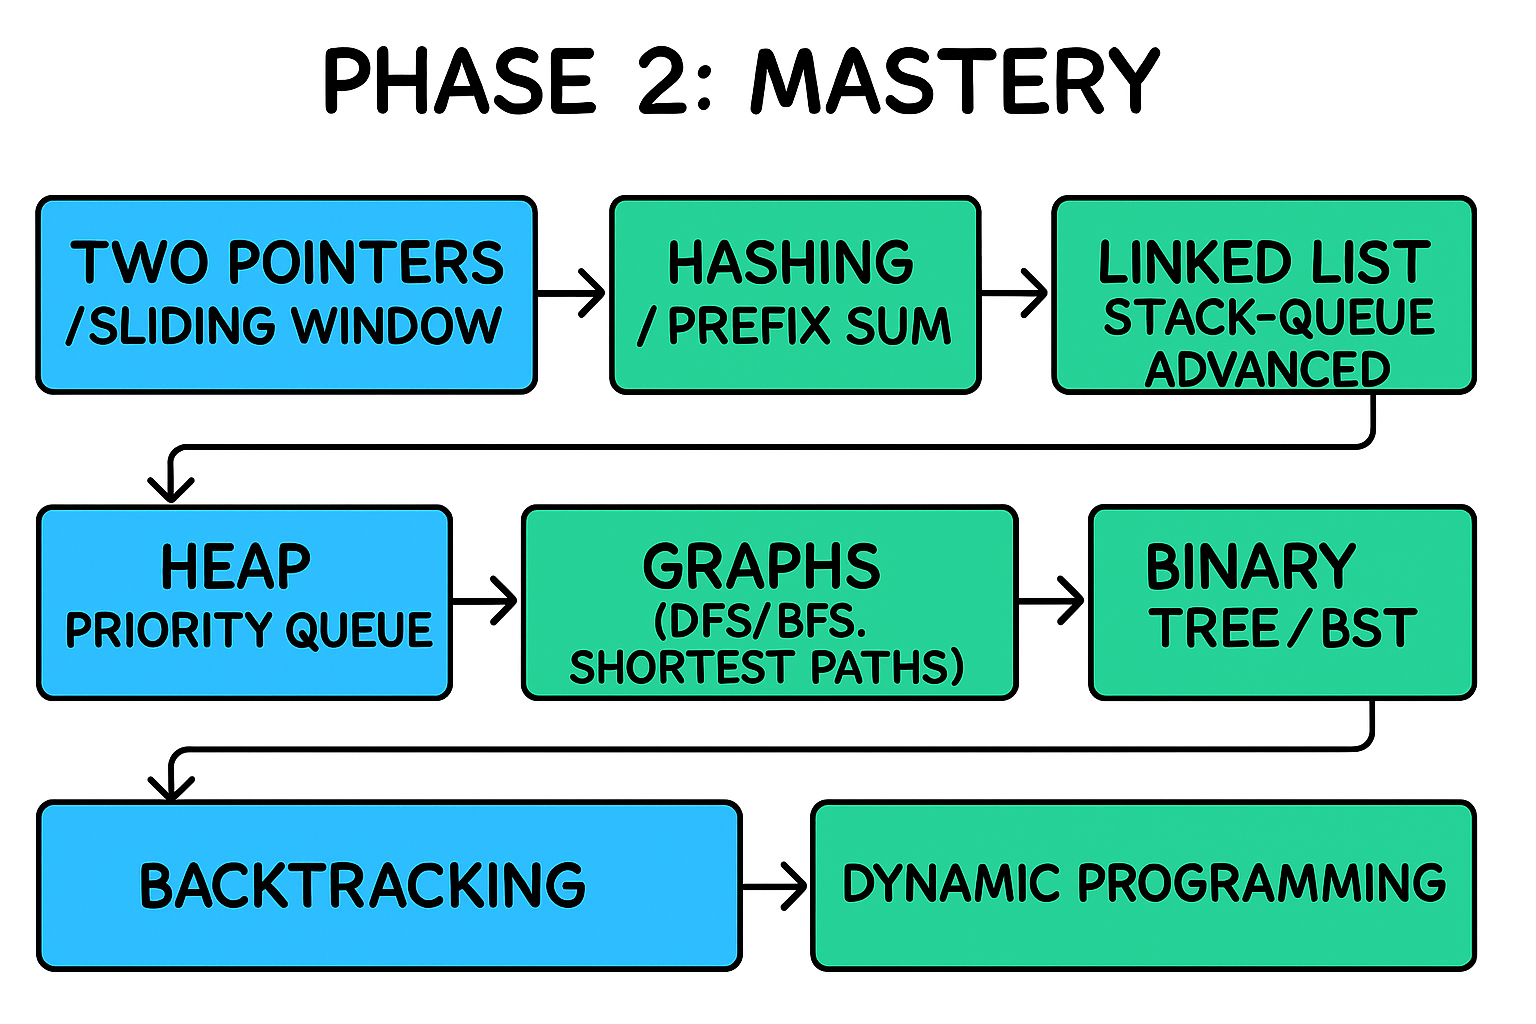 PHASE 2: MASTERY
TWO POINTERS
/SLIDING WINDOW
HASHING
/PREFIX SUM
LINKED LIST
STACK-QUEUE
ADVANCED
HEAP
PRIORITY QUEUE
GRAPHS
(DFS/BFS.
SHORTEST PATHS)
BINARY
TREE/BST
BACKTRACKING
DYNAMIC PROGRAMMING